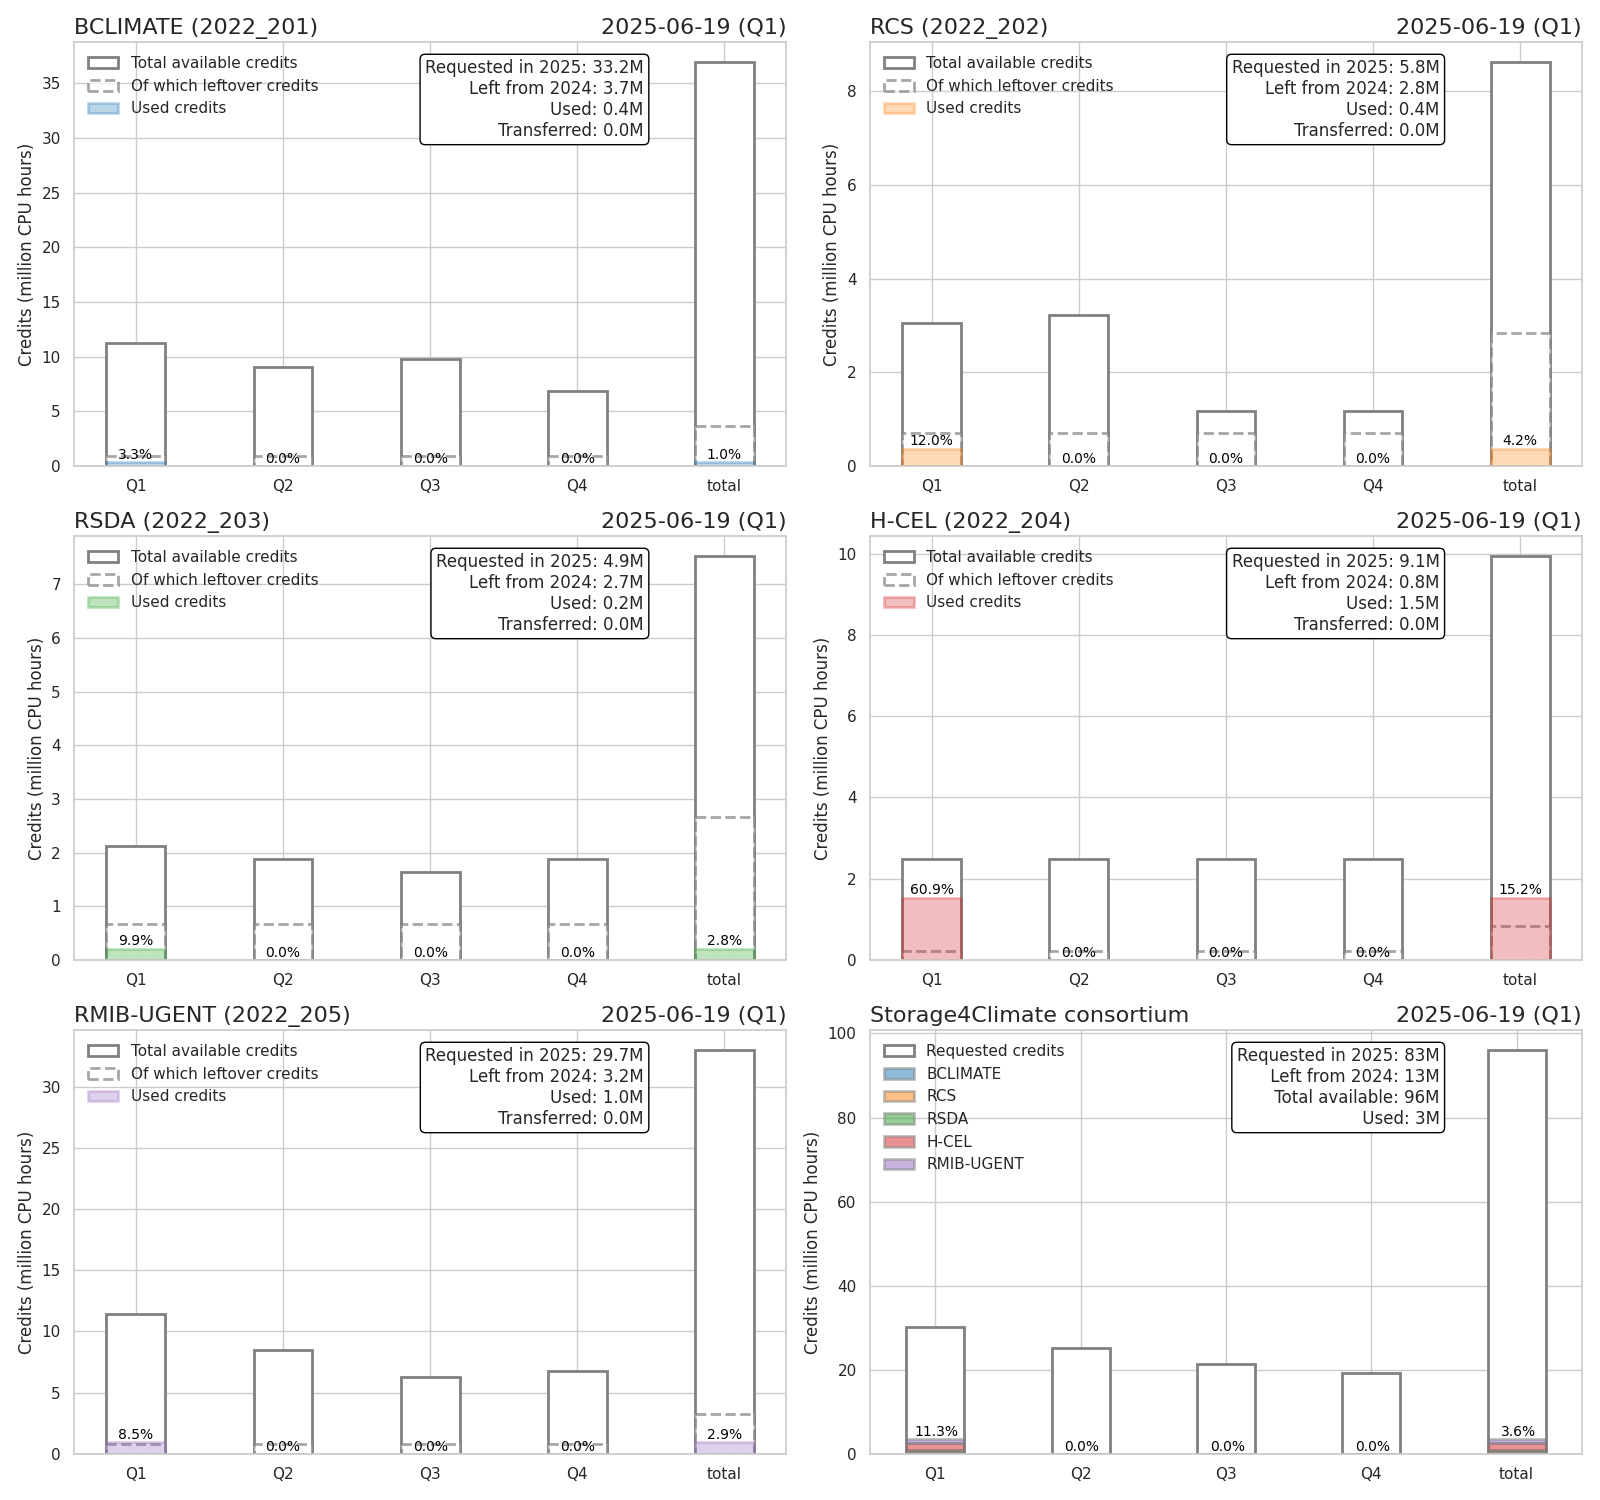 BCLIMATE (2022_201)
2025-06-19 (Q1)
Total available credits
Of which leftover credits
Used credits
Requested in 2025: 33.2M
Left from 2024: 3.7M
Used: 0.4M
Transferred: 0.0M
Credits (million CPU hours)
35
30
25
20
15
10
5
0
3.3%
0.0%
0.0%
0.0%
1.0%
Q1
Q2
Q3
Q4
total
RCS (2022_202)
2025-06-19 (Q1)
Total available credits
Of which leftover credits
Used credits
Requested in 2025: 5.8M
Left from 2024: 2.8M
Used: 0.4M
Transferred: 0.0M
Credits (million CPU hours)
8
6
4
2
0
12.0%
0.0%
0.0%
0.0%
4.2%
Q1
Q2
Q3
Q4
total
RSDA (2022_203)
2025-06-19 (Q1)
Total available credits
Of which leftover credits
Used credits
Requested in 2025: 4.9M
Left from 2024: 2.7M
Used: 0.2M
Transferred: 0.0M
Credits (million CPU hours)
7
6
5
4
3
2
1
0
9.9%
0.0%
0.0%
0.0%
2.8%
Q1
Q2
Q3
Q4
total
H-CEL (2022_204)
2025-06-19 (Q1)
Total available credits
Of which leftover credits
Used credits
Requested in 2025: 9.1M
Left from 2024: 0.8M
Used: 1.5M
Transferred: 0.0M
Credits (million CPU hours)
10
8
6
4
2
0
60.9%
0.0%
0.0%
0.0%
15.2%
Q1
Q2
Q3
Q4
total
RMIB-UGENT (2022_205)
2025-06-19 (Q1)
Total available credits
Of which leftover credits
Used credits
Requested in 2025: 29.7M
Left from 2024: 3.2M
Used: 1.0M
Transferred: 0.0M
Credits (million CPU hours)
30
25
20
15
10
5
0
8.5%
0.0%
0.0%
0.0%
2.9%
Q1
Q2
Q3
Q4
total
Storage4Climate consortium
2025-06-19 (Q1)
Requested credits
BCLIMATE
RCS
RSDA
H-CEL
RMIB-UGENT
Requested in 2025: 83M
Left from 2024: 13M
Total available: 96M
Used: 3M
Credits (million CPU hours)
100
80
60
40
20
0
11.3%
0.0%
0.0%
0.0%
3.6%
Q1
Q2
Q3
Q4
total